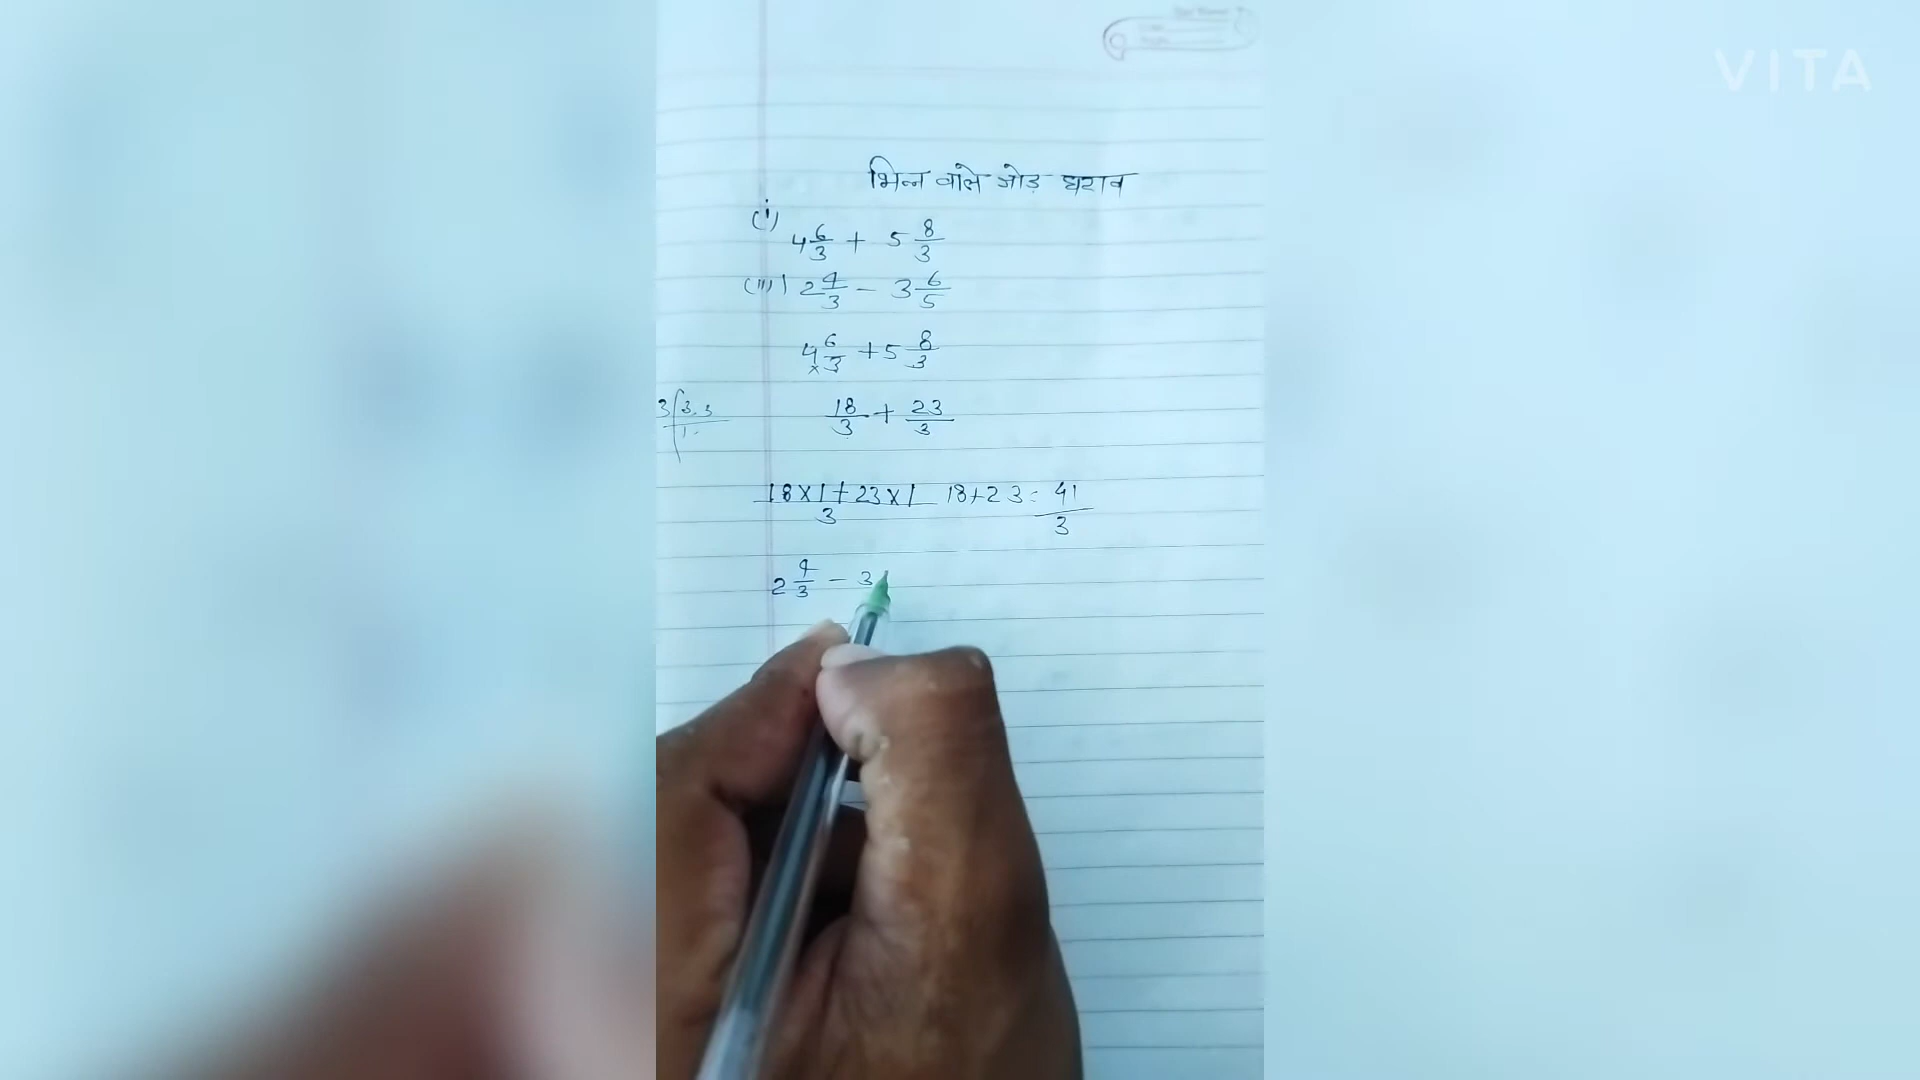 VITA
भिन्न वाले जोड़ घटाव
(i)
4 6/3 + 5 8/3
(ii) 2 4/3 - 3 6/5
4 6/3 + 5 8/3
×
3 3, 3
1.
18/3 + 23/3
18×1+23×1/3 18+23= 41/3
2 4/3 - 3